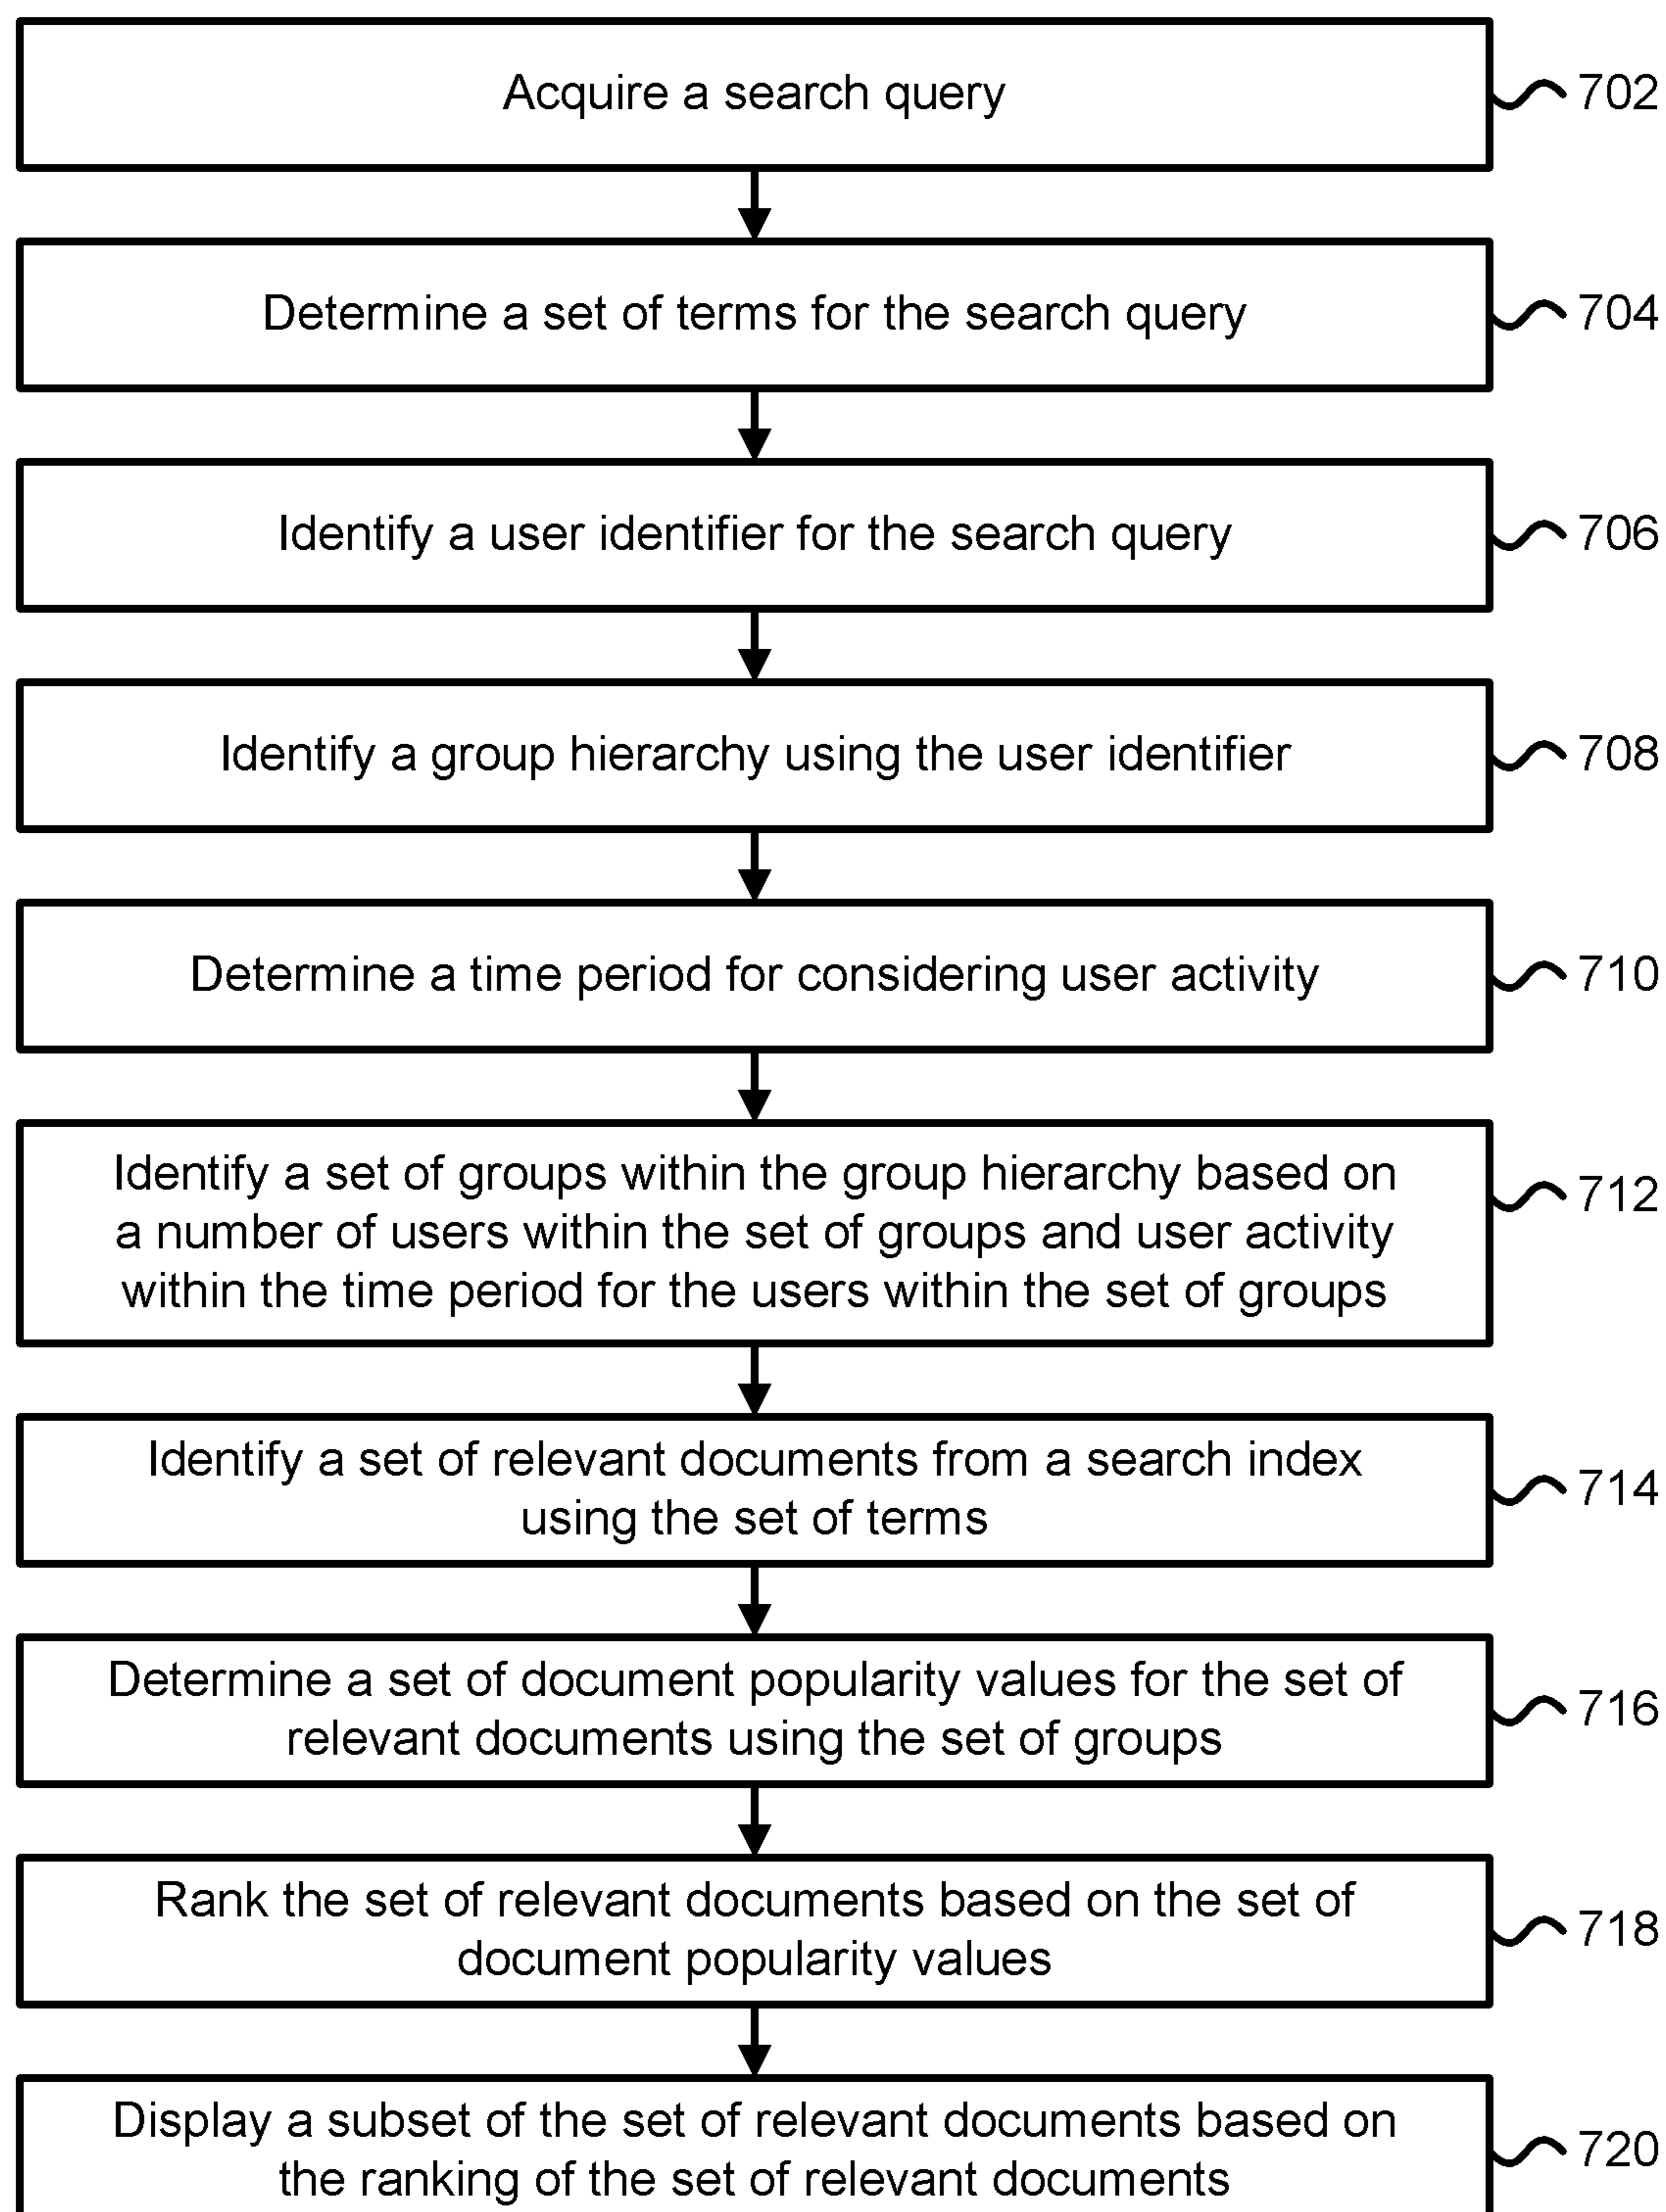 Acquire a search query
702
Determine a set of terms for the search query
704
Identify a user identifier for the search query
706
Identify a group hierarchy using the user identifier
708
Determine a time period for considering user activity
710
Identify a set of groups within the group hierarchy based on
a number of users within the set of groups and user activity
within the time period for the users within the set of groups
712
Identify a set of relevant documents from a search index
using the set of terms
714
Determine a set of document popularity values for the set of
relevant documents using the set of groups
716
Rank the set of relevant documents based on the set of
document popularity values
718
Display a subset of the set of relevant documents based on
the ranking of the set of relevant documents
720